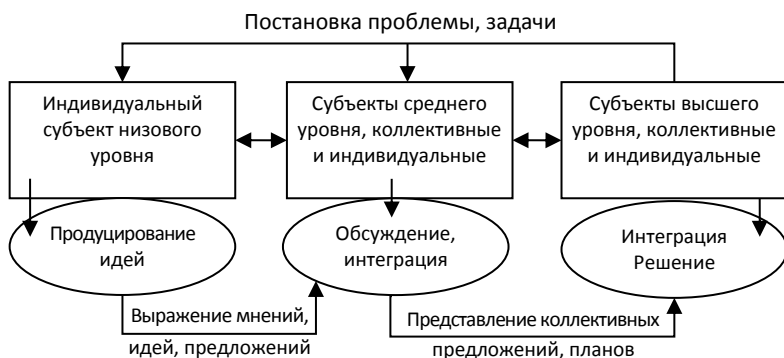 Постановка проблемы, задачи
Индивидуальный
субъект низового
уровня
Субъекты среднего
уровня, коллективные
и индивидуальные
Субъекты высшего
уровня, коллективные
и индивидуальные
Продуцирование
идей
Обсуждение,
интеграция
Интеграция
Решение
Выражение мнений,
идей, предложений
Представление коллективных
предложений, планов